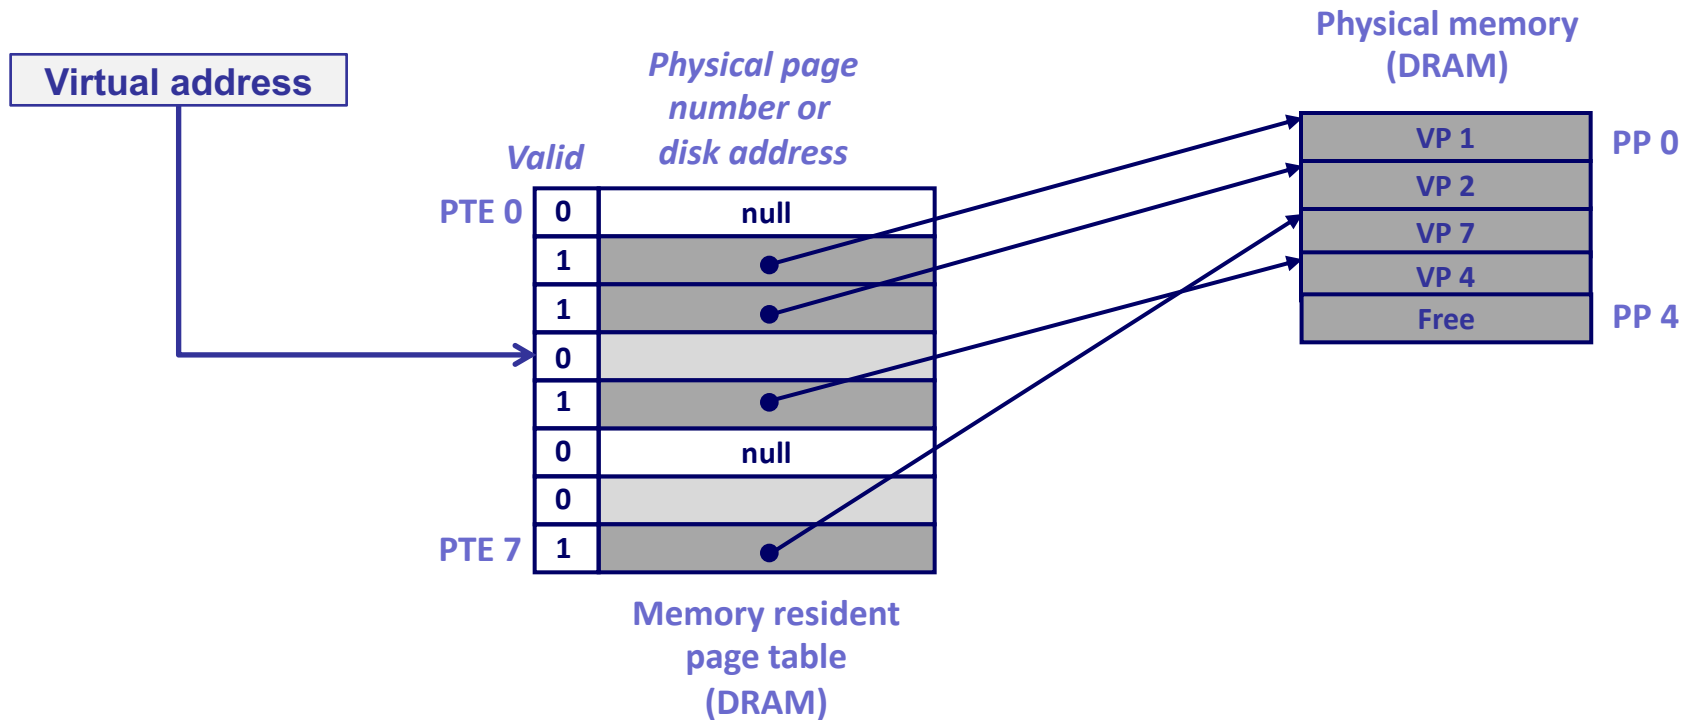 Virtual address
Physical page
number or
disk address
Valid
PTE 0
0
null
1
1
0
1
0
null
0
PTE 7
1
Memory resident
page table
(DRAM)
Physical memory
(DRAM)
VP 1
PP 0
VP 2
VP 7
VP 4
Free
PP 4